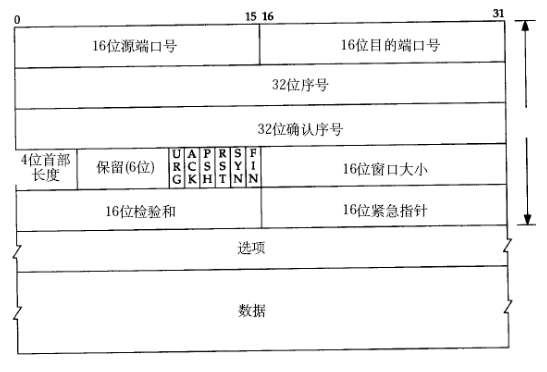 0 15 16 31
16位源端口号 16位目的端口号
32位序号
32位确认序号
4位首部
长度
保留(6位)
URG
ACK
PSH
RST
SYN
FIN
16位窗口大小
16位检验和 16位紧急指针
选项
数据